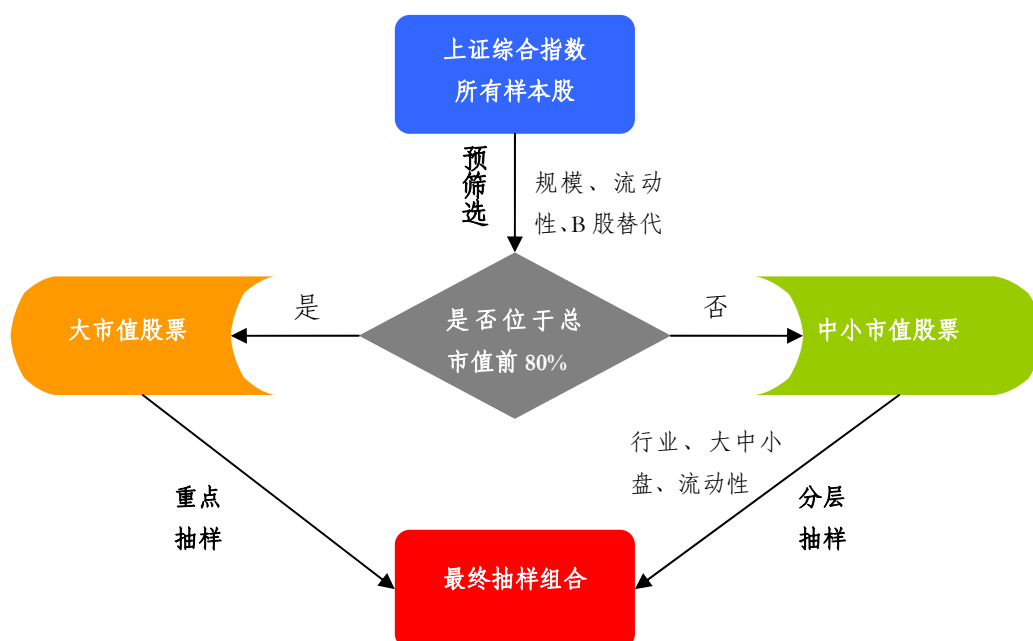 上证综合指数
所有样本股
预筛选
规模、流动
性、B 股替代
是
否
大市值股票
是否位于总
市值前 80%
中小市值股票
行业、大中小
盘、流动性
重点
抽样
分层
抽样
最终抽样组合